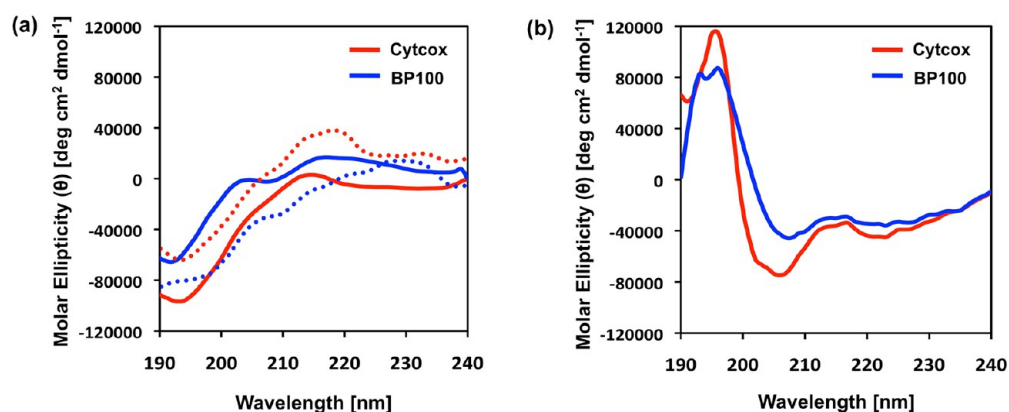 (a)
Molar Ellipticity (θ) [deg cm² dmol⁻¹]
120000
80000
40000
0
-40000
-80000
-120000
Cytcox
BP100
190 200 210 220 230 240
Wavelength [nm]
(b)
Molar Ellipticity (θ) [deg cm² dmol⁻¹]
120000
80000
40000
0
-40000
-80000
-120000
Cytcox
BP100
190 200 210 220 230 240
Wavelength [nm]